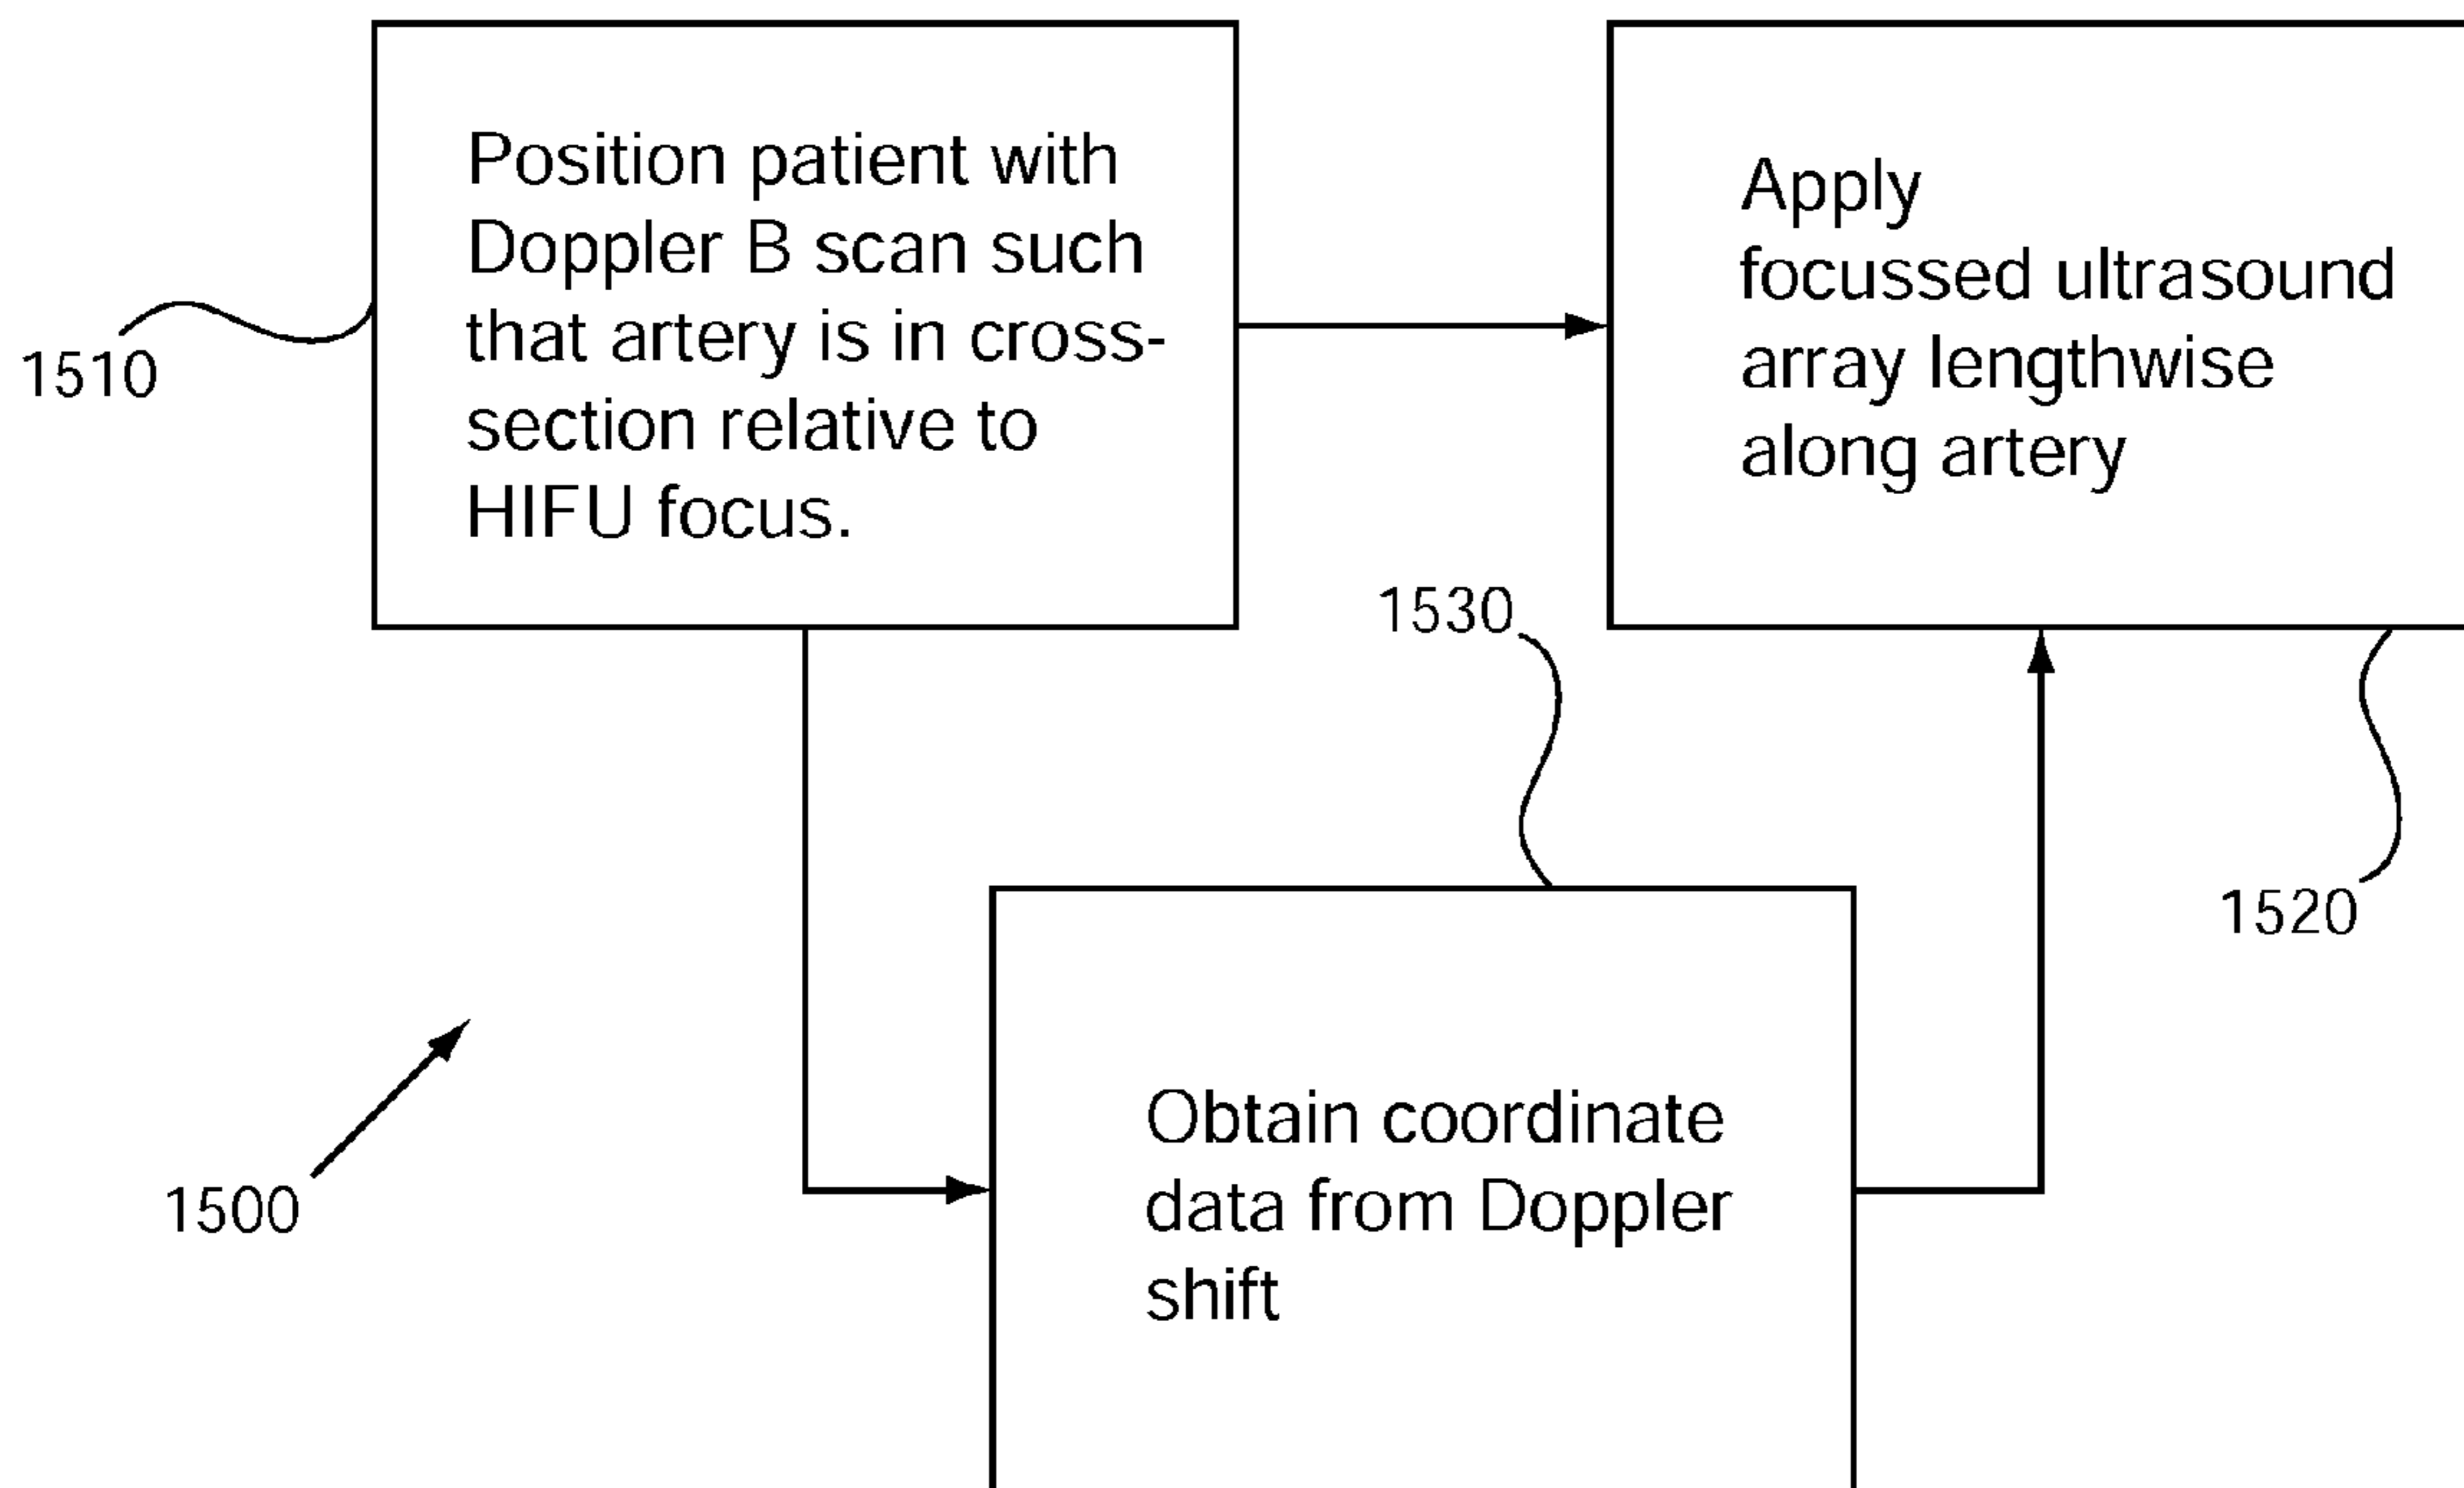 Position patient with
Doppler B scan such
that artery is in cross-
section relative to
HIFU focus.
1510
Apply
focussed ultrasound
array lengthwise
along artery
1530
1520
Obtain coordinate
data from Doppler
shift
1500